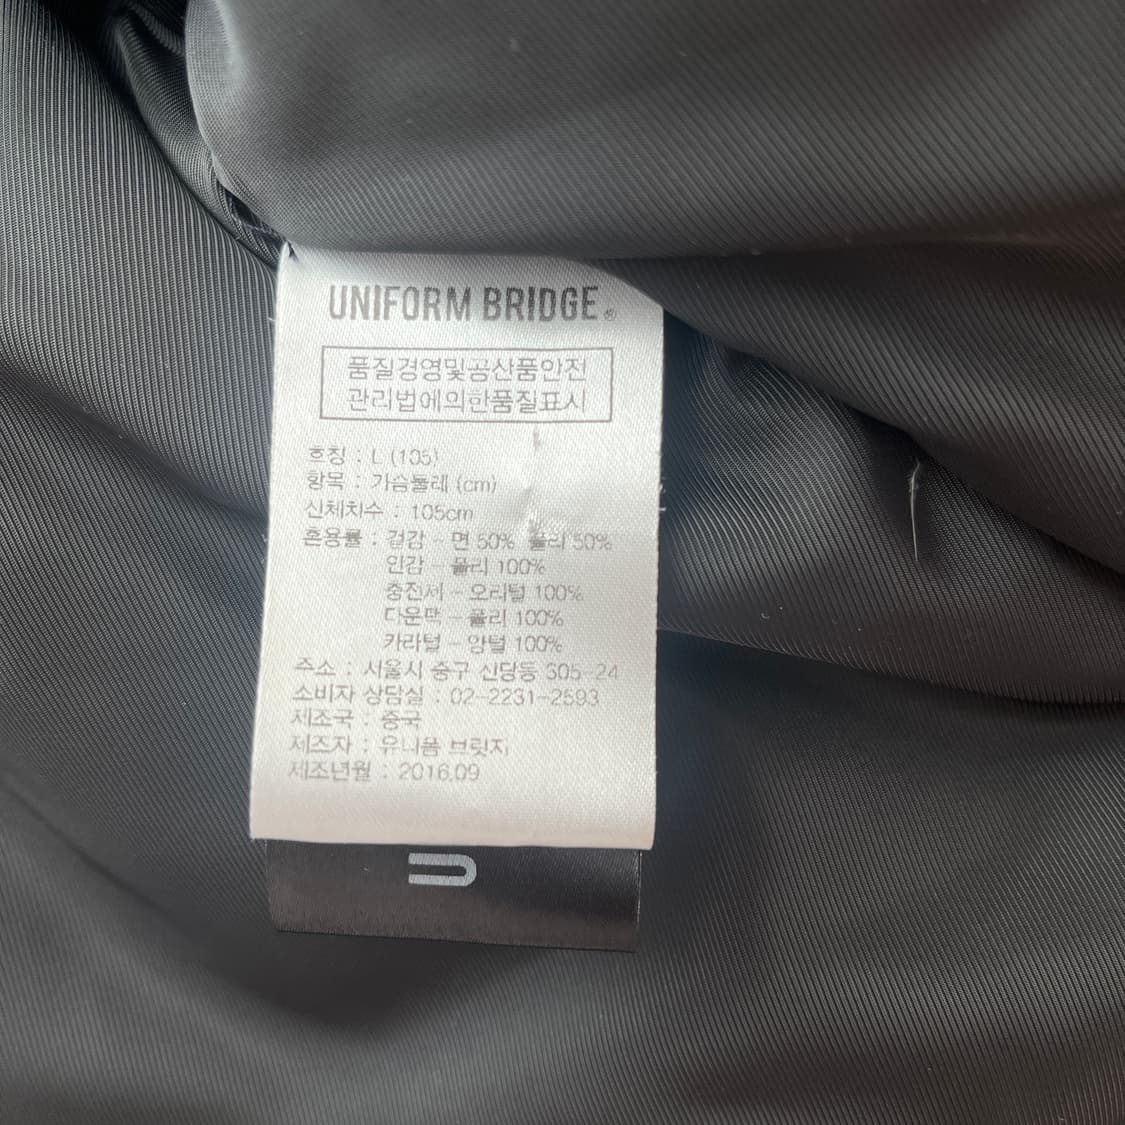 UNIFORM BRIDGE®
품질경영및공산품안전
관리법에의한품질표시
호칭 : L (105)
항목 : 가슴둘레 (cm)
신체치수 : 105cm
혼용률 : 겉감 - 면 50% 폴리 50%
안감 - 폴리 100%
충전제 - 오리털 100%
다운백 - 폴리 100%
카라털 - 양털 100%
주소 : 서울시 중구 신당동 305-24
소비자 상담실 : 02-2231-2593
제조국 : 중국
제조자 : 유니폼 브릿지
제조년월 : 2016.09
U